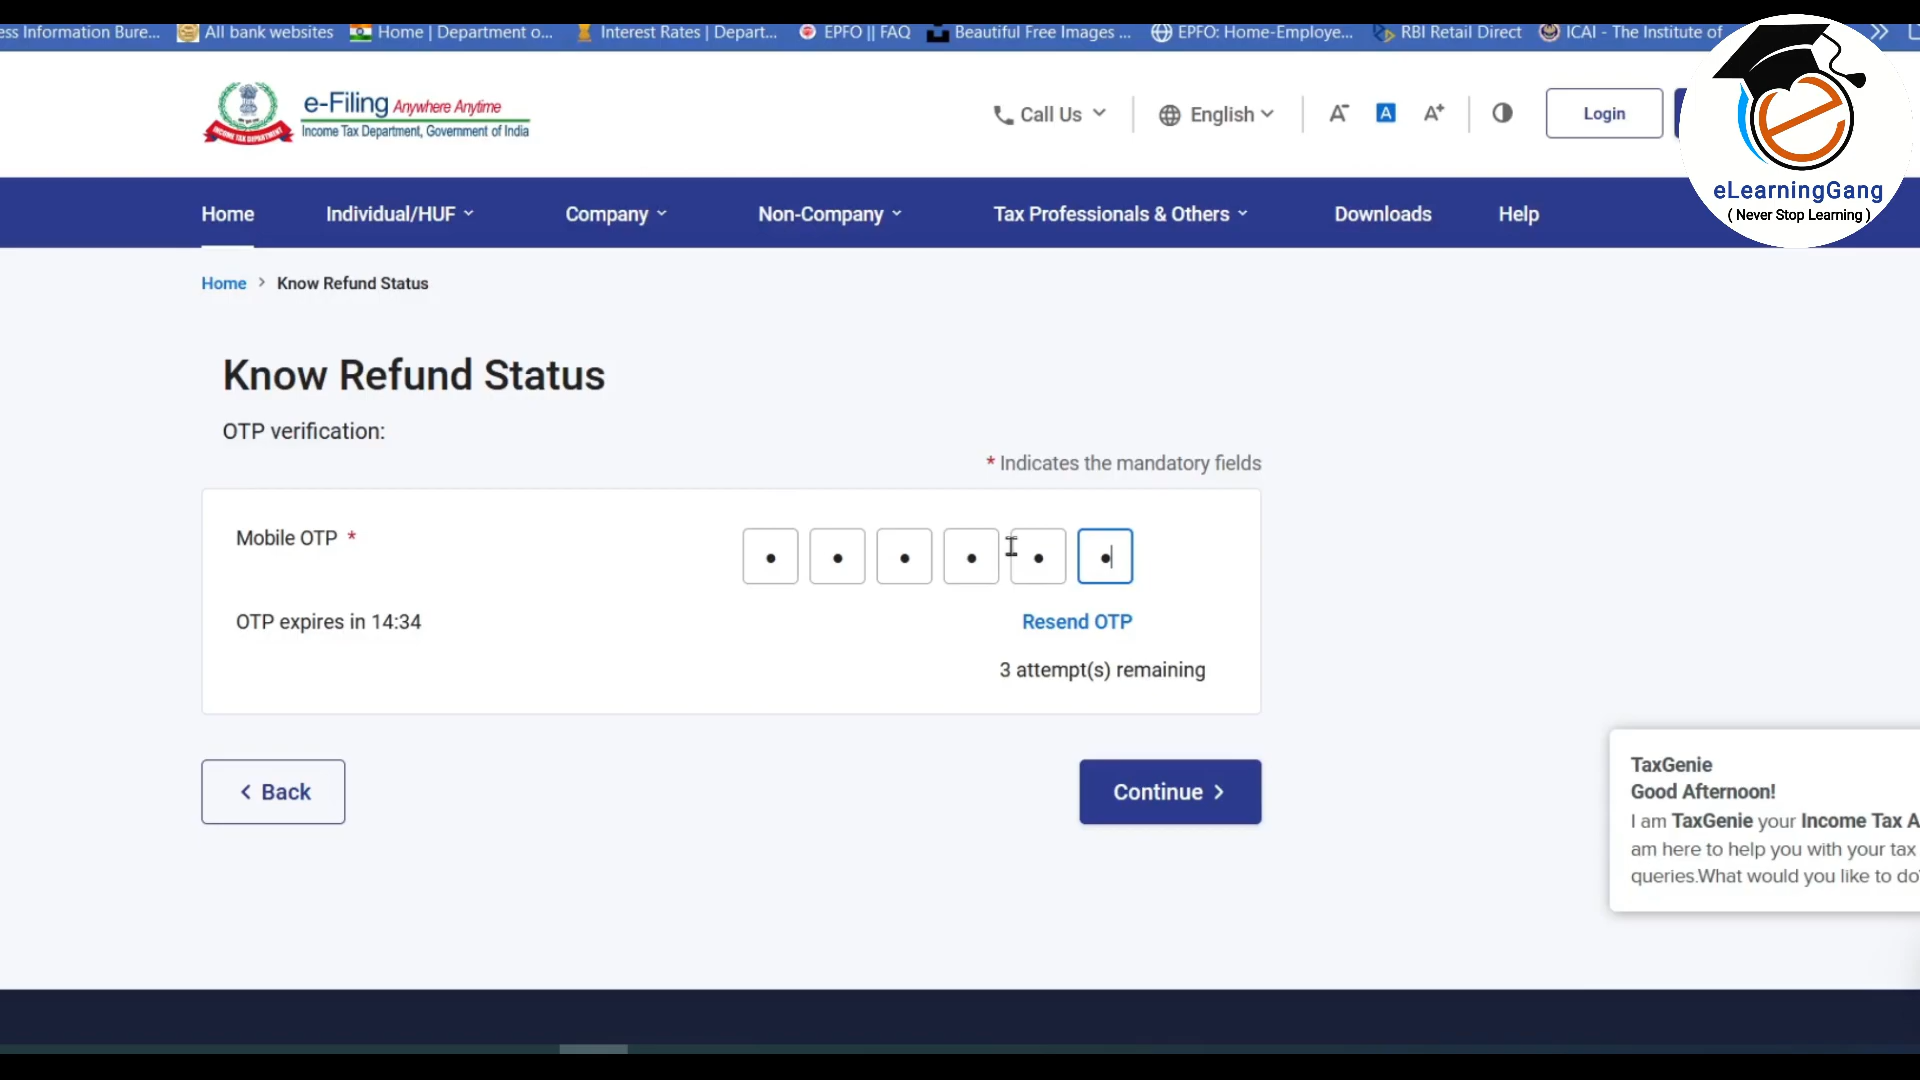 ess Information Bure... All bank websites Home | Department o... Interest Rates | Depart... EPFO || FAQ Beautiful Free Images ... EPFO: Home-Employe... RBI Retail Direct ICAI - The Institute of
e-Filing Anywhere Anytime
Income Tax Department, Government of India
INCOME TAX DEPARTMENT
Call Us English A- A A+ Login
eLearningGang
( Never Stop Learning )
Home Individual/HUF Company Non-Company Tax Professionals & Others Downloads Help
Home > Know Refund Status
Know Refund Status
OTP verification:
* Indicates the mandatory fields
Mobile OTP *
OTP expires in 14:34 Resend OTP
3 attempt(s) remaining
< Back Continue >
TaxGenie
Good Afternoon!
I am TaxGenie your Income Tax A
am here to help you with your tax
queries.What would you like to do